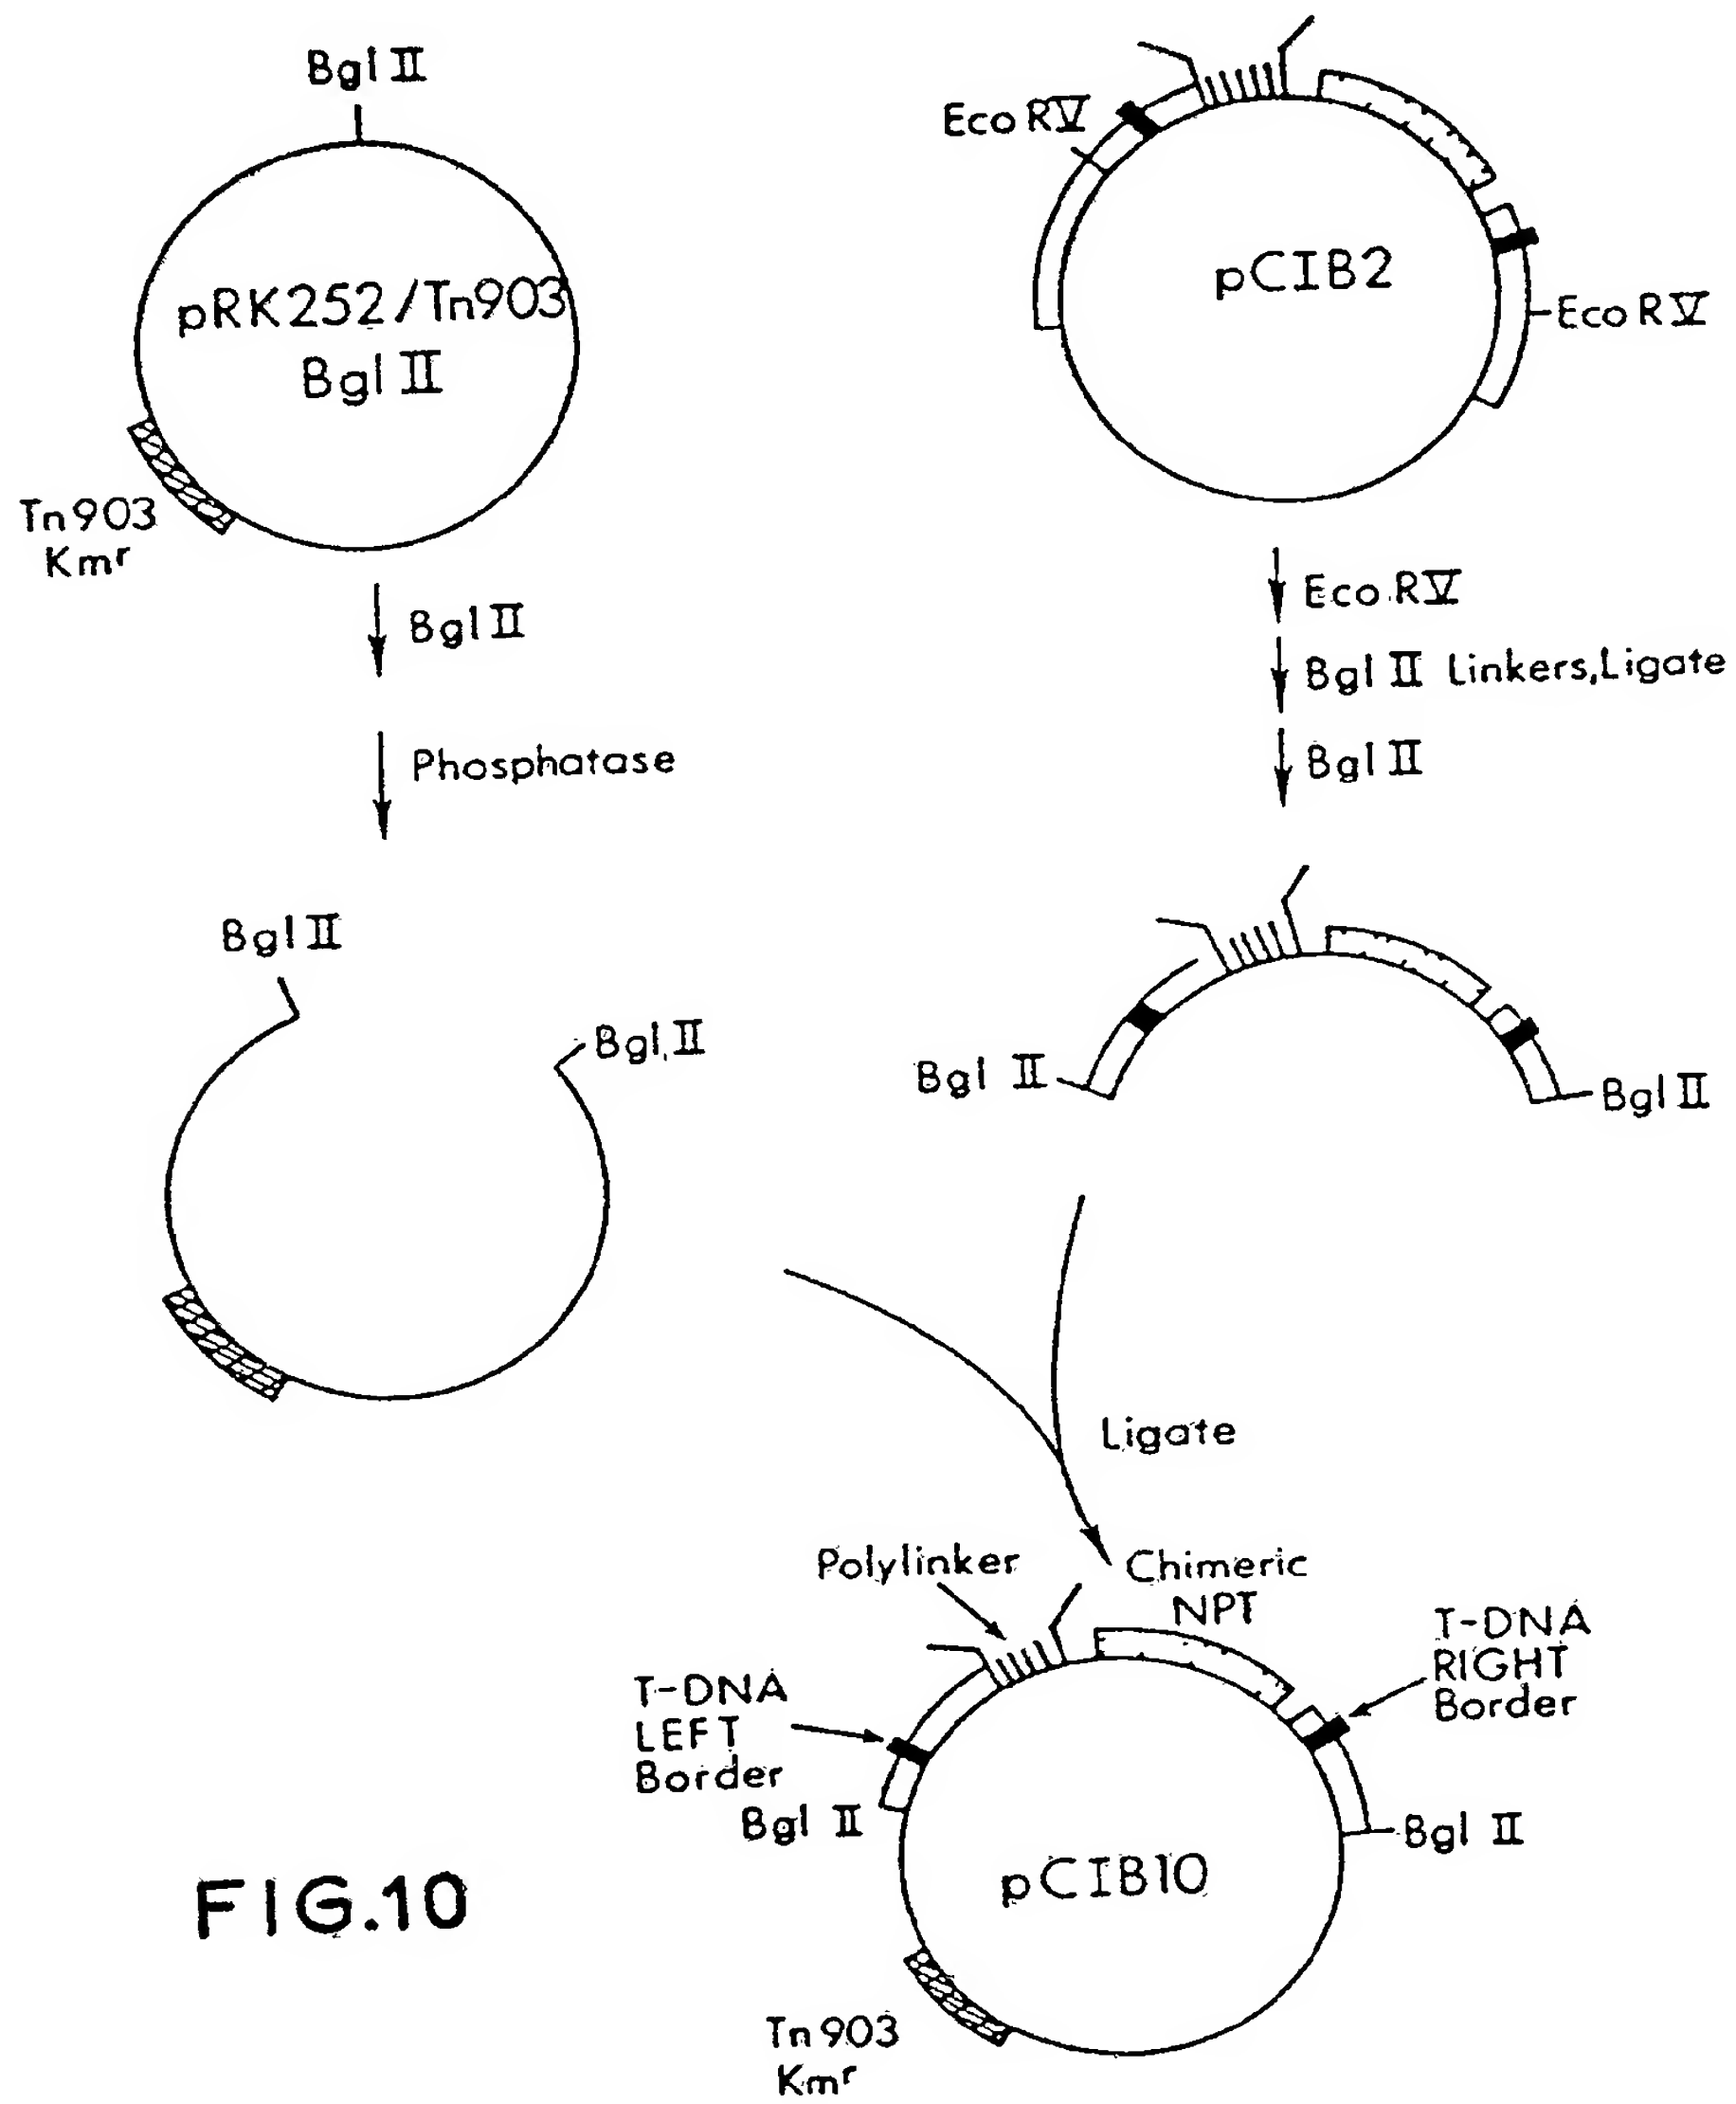 Bgl II
pRK252/Tn903
Bgl II
Tn903
Kmʳ
Bgl II
Phosphatase
Eco RV
pCIB2
Eco RV
Eco RV
Bgl II Linkers, Ligate
Bgl II
Bgl II
Bgl II
Bgl II
Bgl II
Ligate
Polylinker
Chimeric
NPT
T-DNA
RIGHT
Border
T-DNA
LEFT
Border
Bgl II
Bgl II
pCIB10
Tn903
Kmʳ
FIG.10